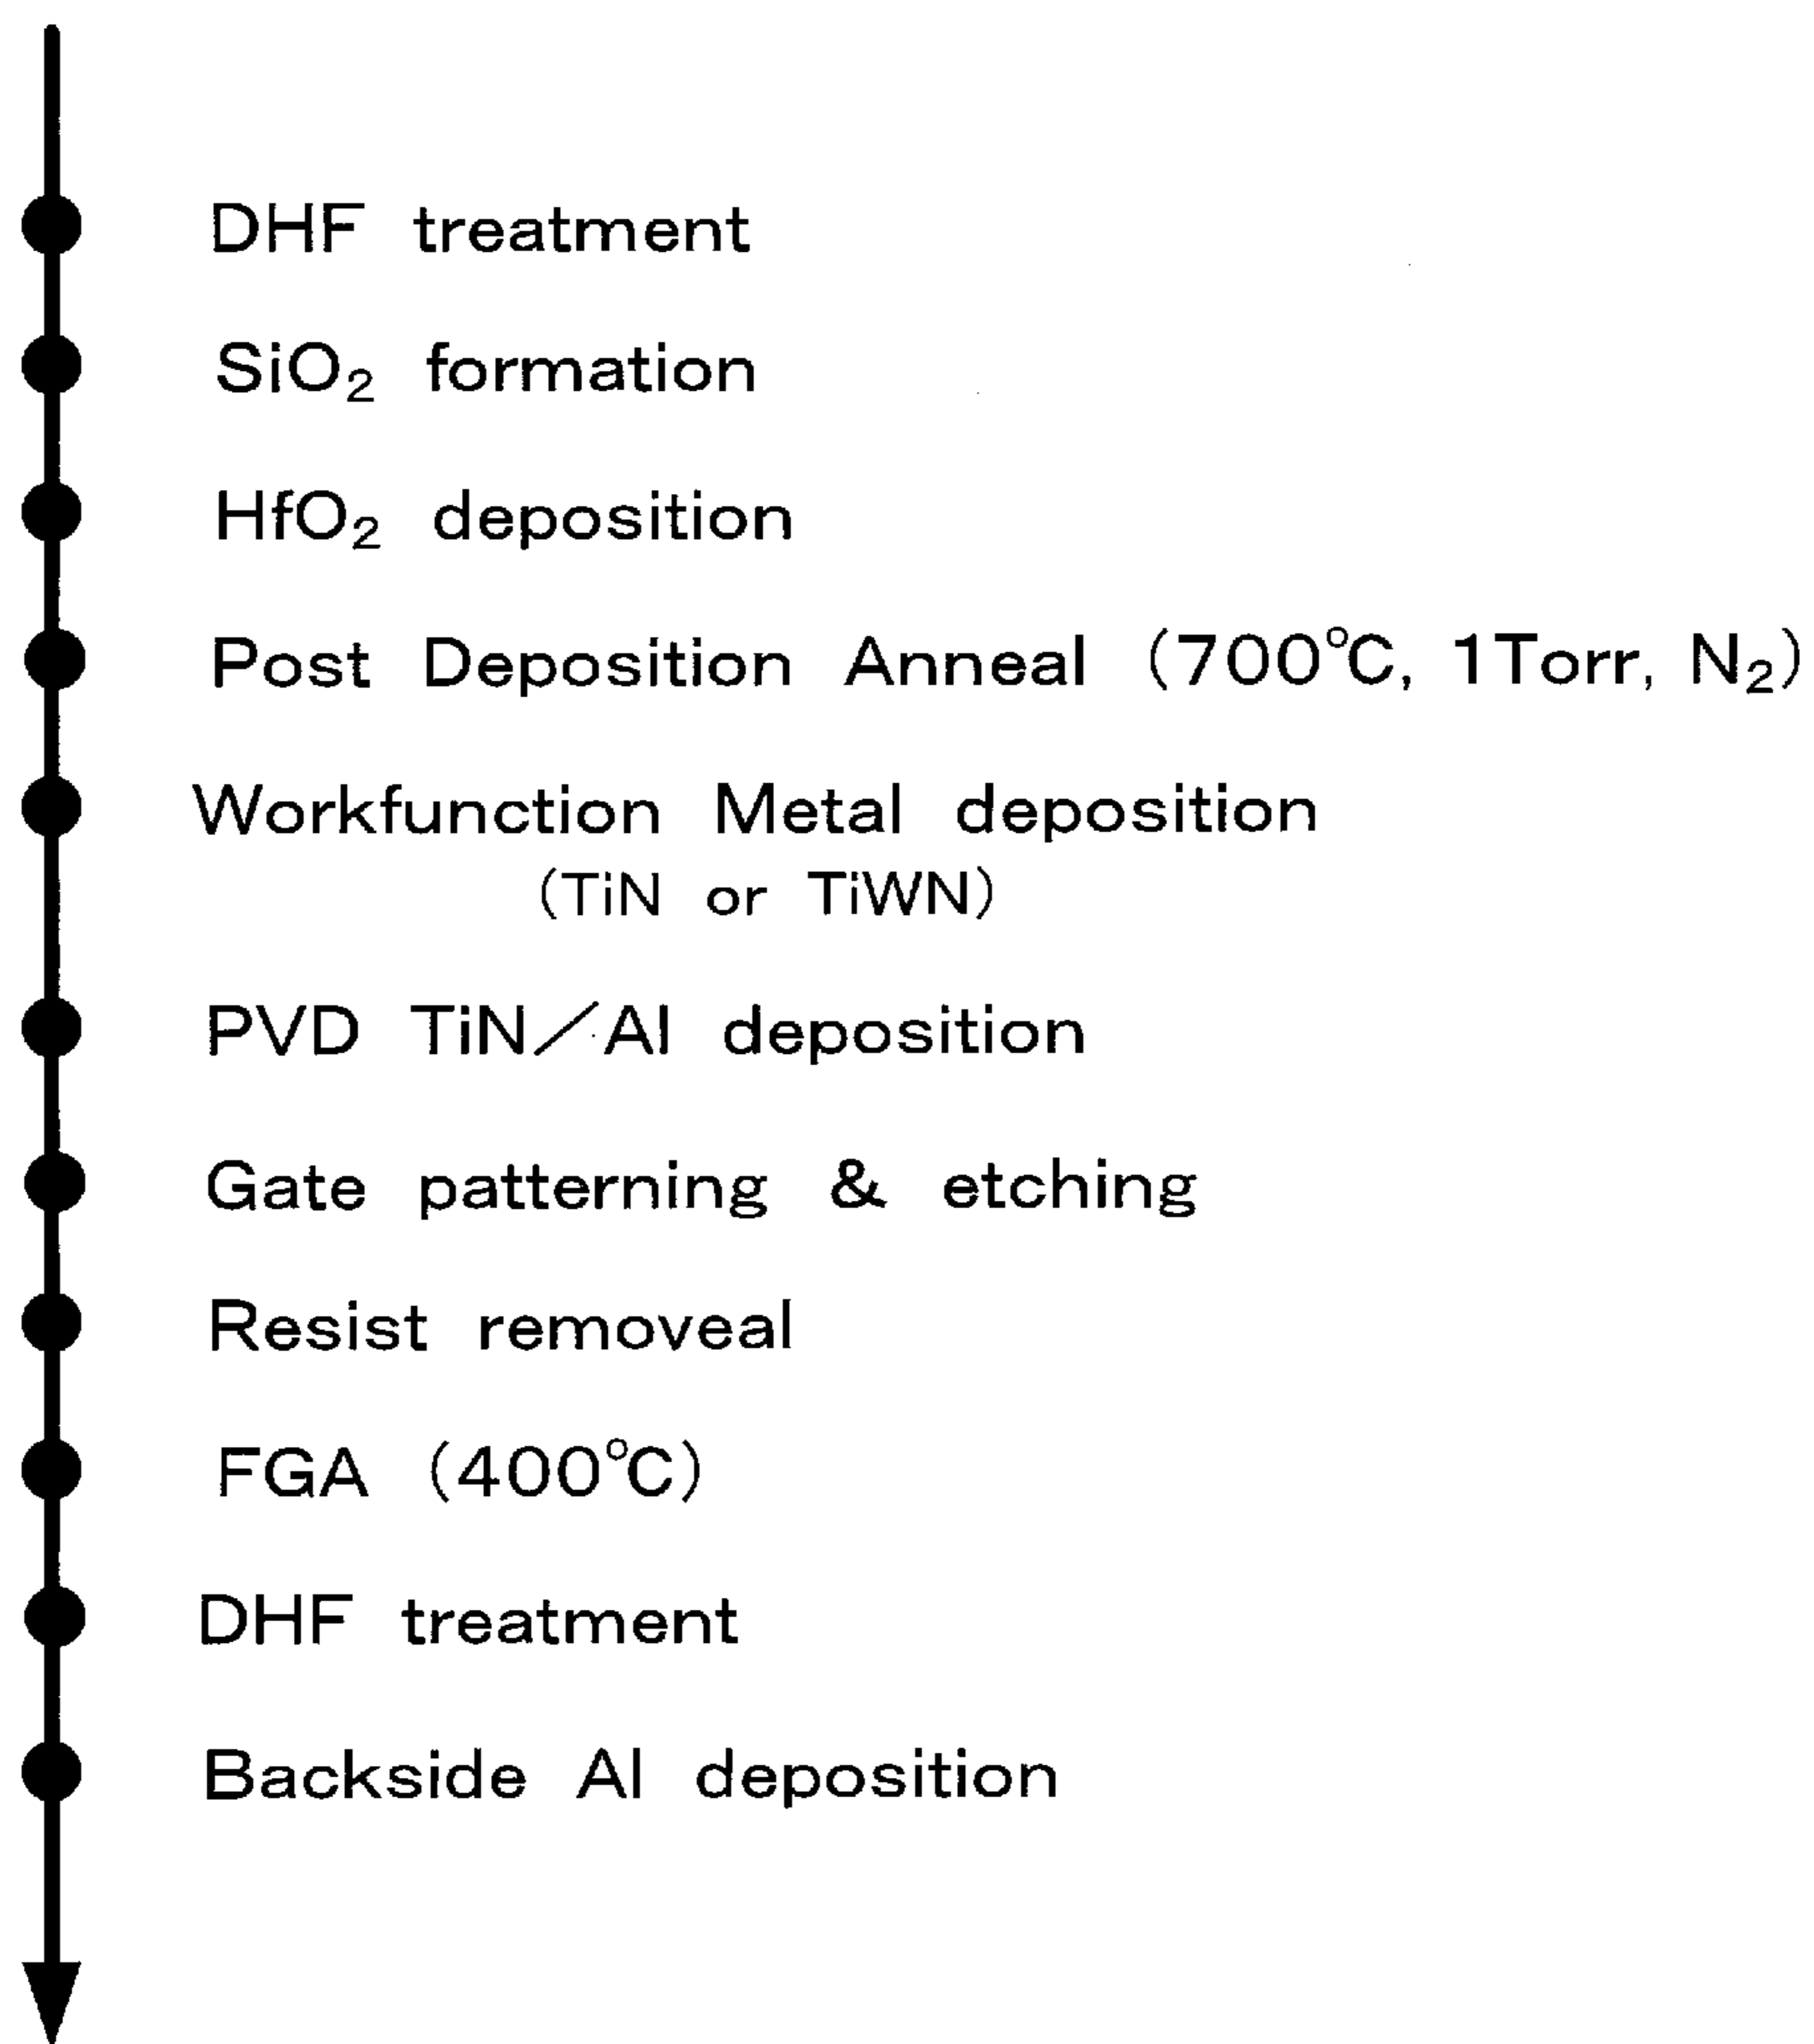 DHF treatment
SiO₂ formation
HfO₂ deposition
Post Deposition Anneal (700℃, 1Torr, N₂)
Workfunction Metal deposition
(TiN or TiWN)
PVD TiN/Al deposition
Gate patterning & etching
Resist removeal
FGA (400℃)
DHF treatment
Backside Al deposition